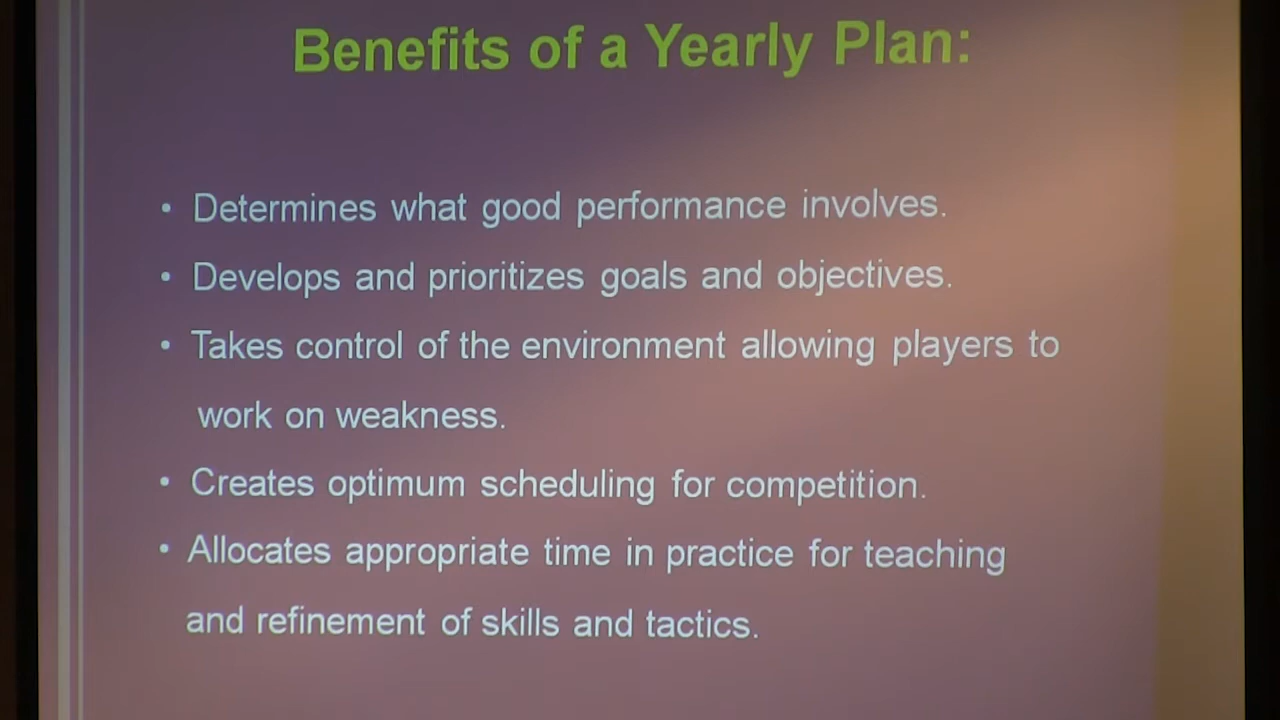 Benefits of a Yearly Plan:
• Determines what good performance involves.
• Develops and prioritizes goals and objectives.
• Takes control of the environment allowing players to
work on weakness.
• Creates optimum scheduling for competition.
• Allocates appropriate time in practice for teaching
and refinement of skills and tactics.